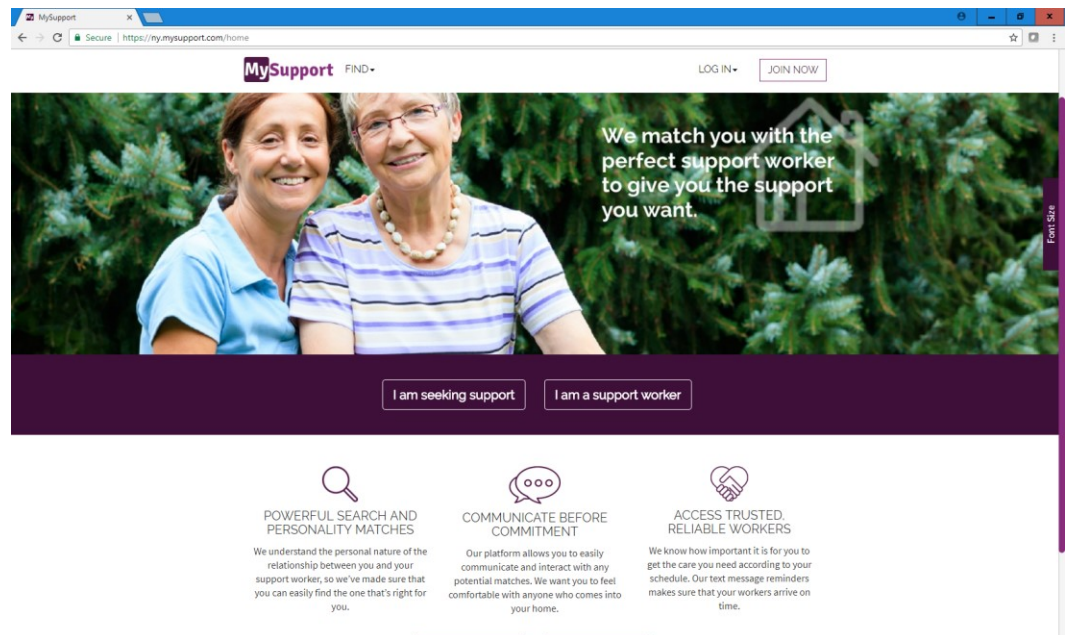 MySupport
Secure | https://ny.mysupport.com/home
MySupport FIND LOG IN JOIN NOW
We match you with the
perfect support worker
to give you the support
you want.
Font Size
I am seeking support I am a support worker
POWERFUL SEARCH AND
PERSONALITY MATCHES
We understand the personal nature of the
relationship between you and your
support worker, so we've made sure that
you can easily find the one that's right for
you.
COMMUNICATE BEFORE
COMMITMENT
Our platform allows you to easily
communicate and interact with any
potential matches. We want you to feel
comfortable with anyone who comes into
your home.
ACCESS TRUSTED,
RELIABLE WORKERS
We know how important it is for you to
get the care you need according to your
schedule. Our text message reminders
makes sure that your workers arrive on
time.